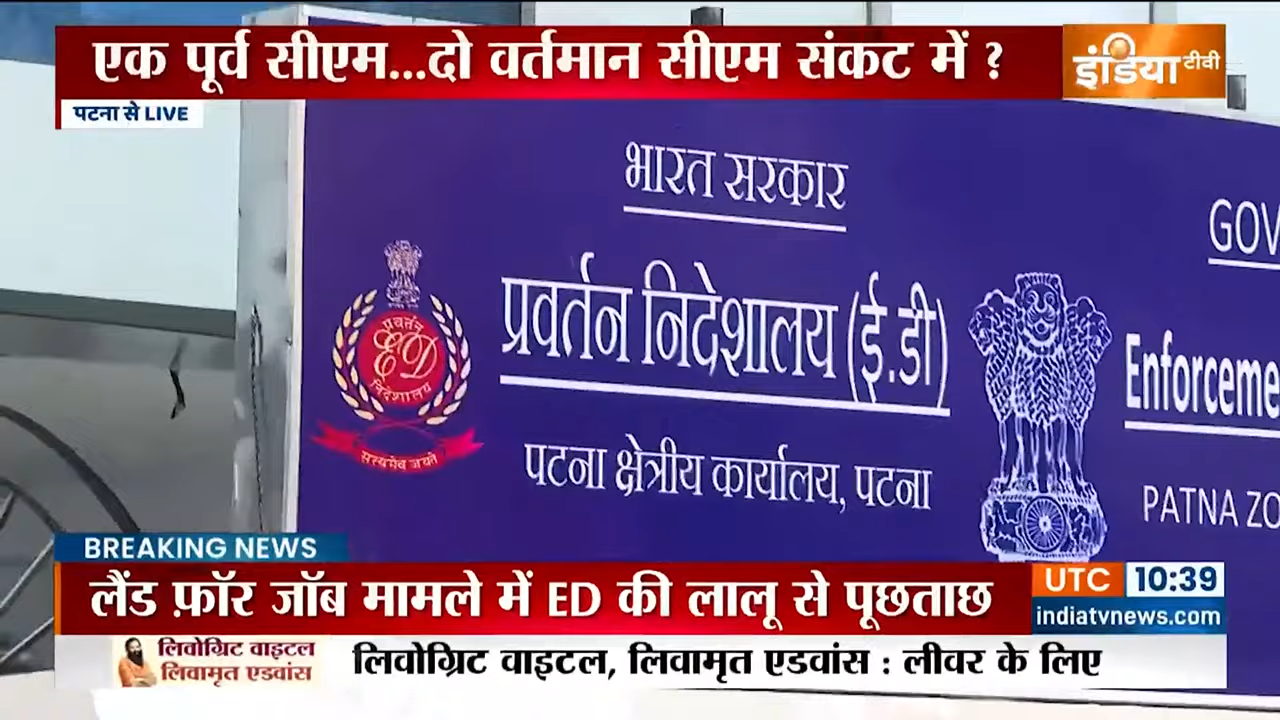 एक पूर्व सीएम...दो वर्तमान सीएम संकट में ?
इंडिया टीवी
पटना से LIVE
भारत सरकार
प्रवर्तन निदेशालय (ई.डी)
पटना क्षेत्रीय कार्यालय, पटना
प्रवर्तन
ED
निदेशालय
सत्यमेव जयते
GOV
Enforceme
PATNA ZO
BREAKING NEWS
लैंड फ़ॉर जॉब मामले में ED की लालू से पूछताछ
UTC 10:39
indiatvnews.com
लिवोग्रिट वाइटल
लिवामृत एडवांस
लिवोग्रिट वाइटल, लिवामृत एडवांस : लीवर के लिए